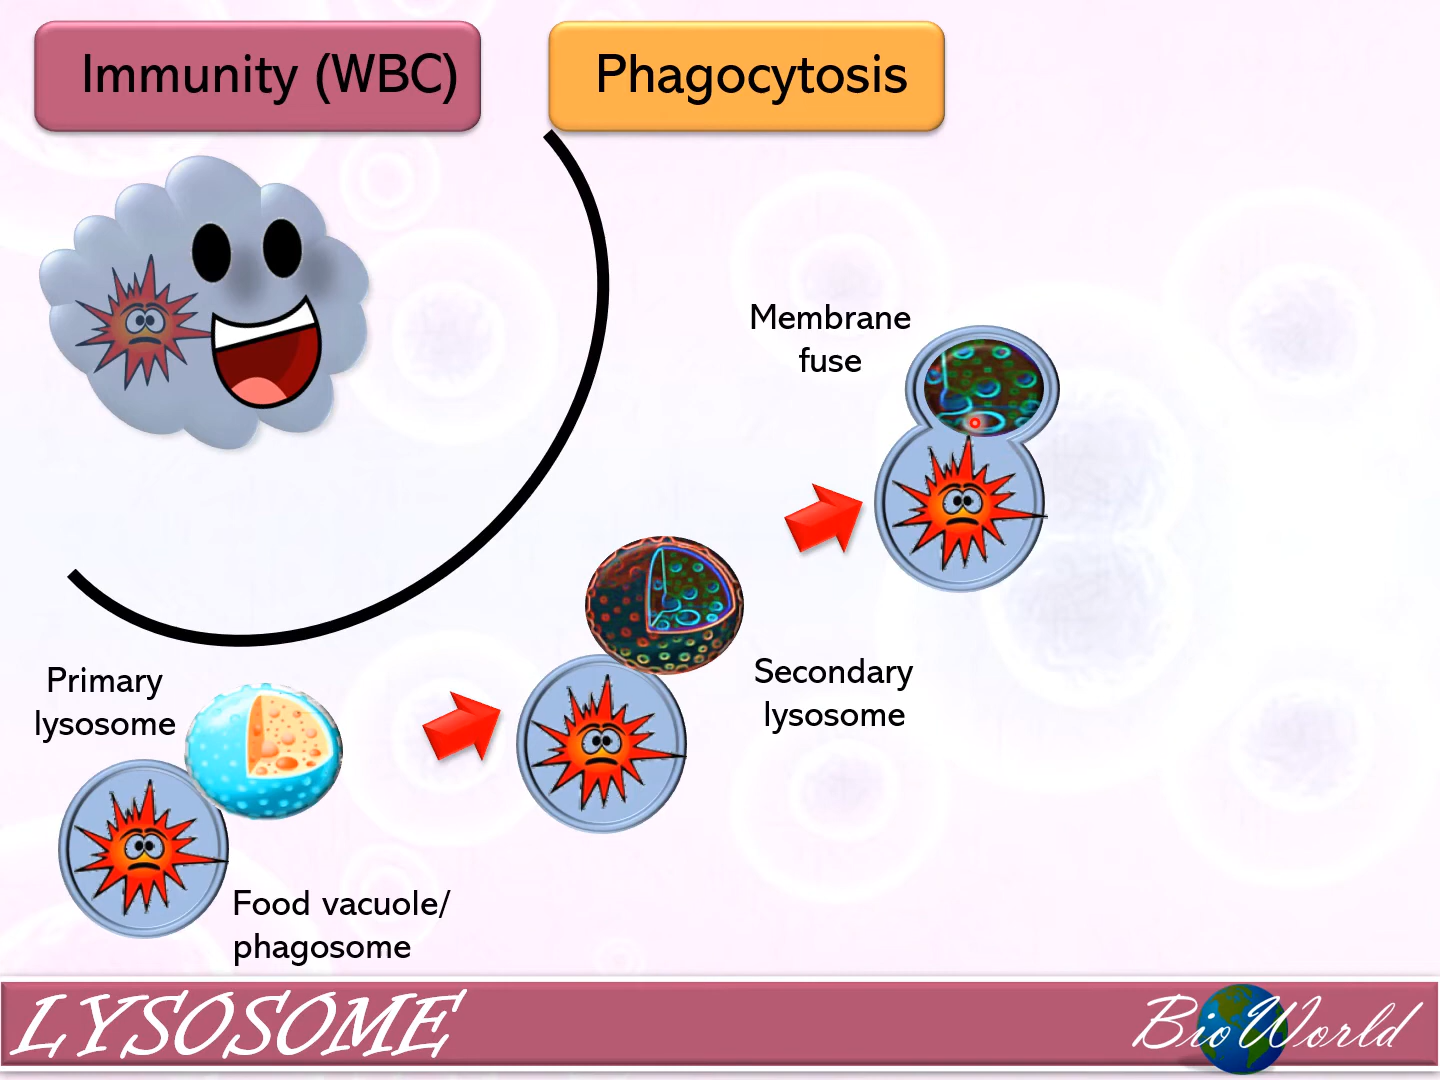 Immunity (WBC)
Phagocytosis
Membrane
fuse
Primary
lysosome
Secondary
lysosome
Food vacuole/
phagosome
LYSOSOME
BioWorld